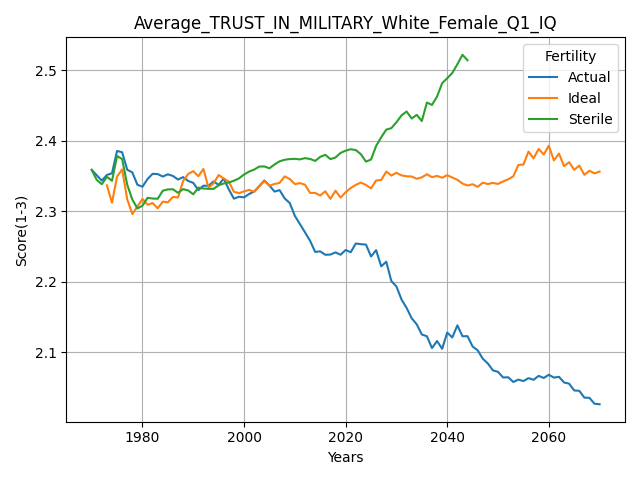 Average_TRUST_IN_MILITARY_White_Female_Q1_IQ
Fertility
Actual
Ideal
Sterile
Score(1-3)
2.5
2.4
2.3
2.2
2.1
1980 2000 2020 2040 2060
Years